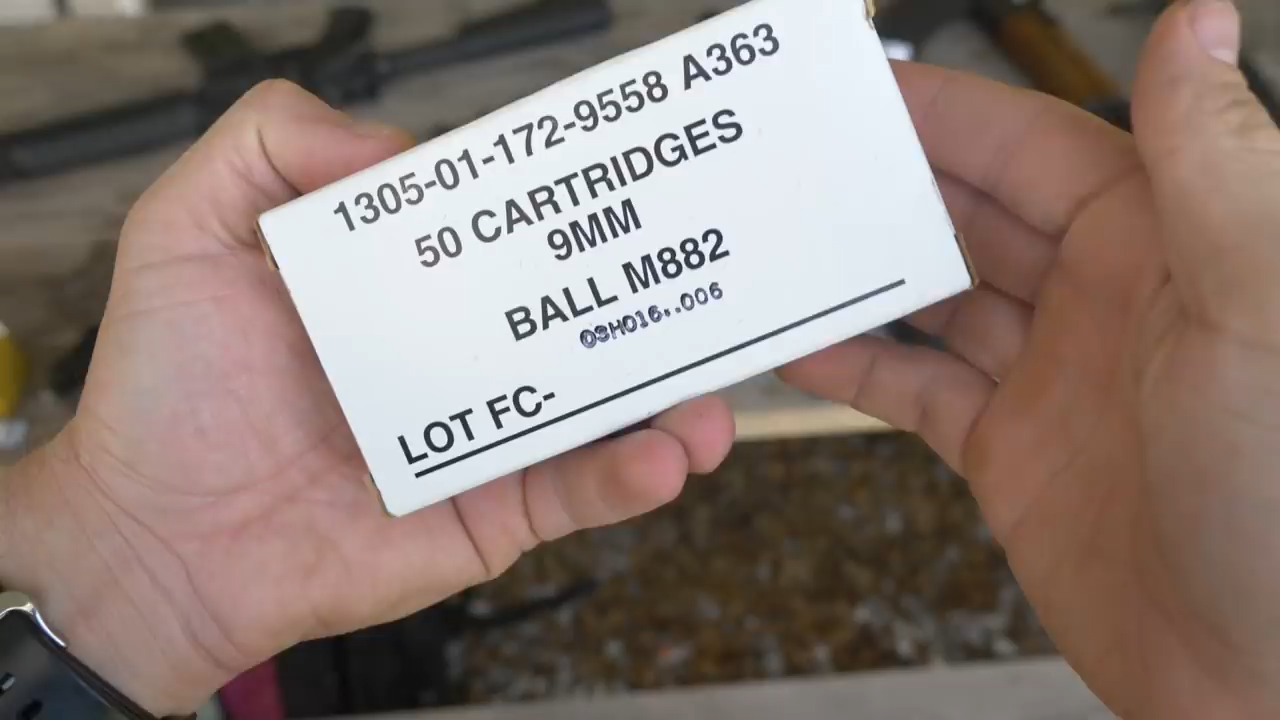 1305-01-172-9558 A363
50 CARTRIDGES
9MM
BALL M882
03H016..006
LOT FC-